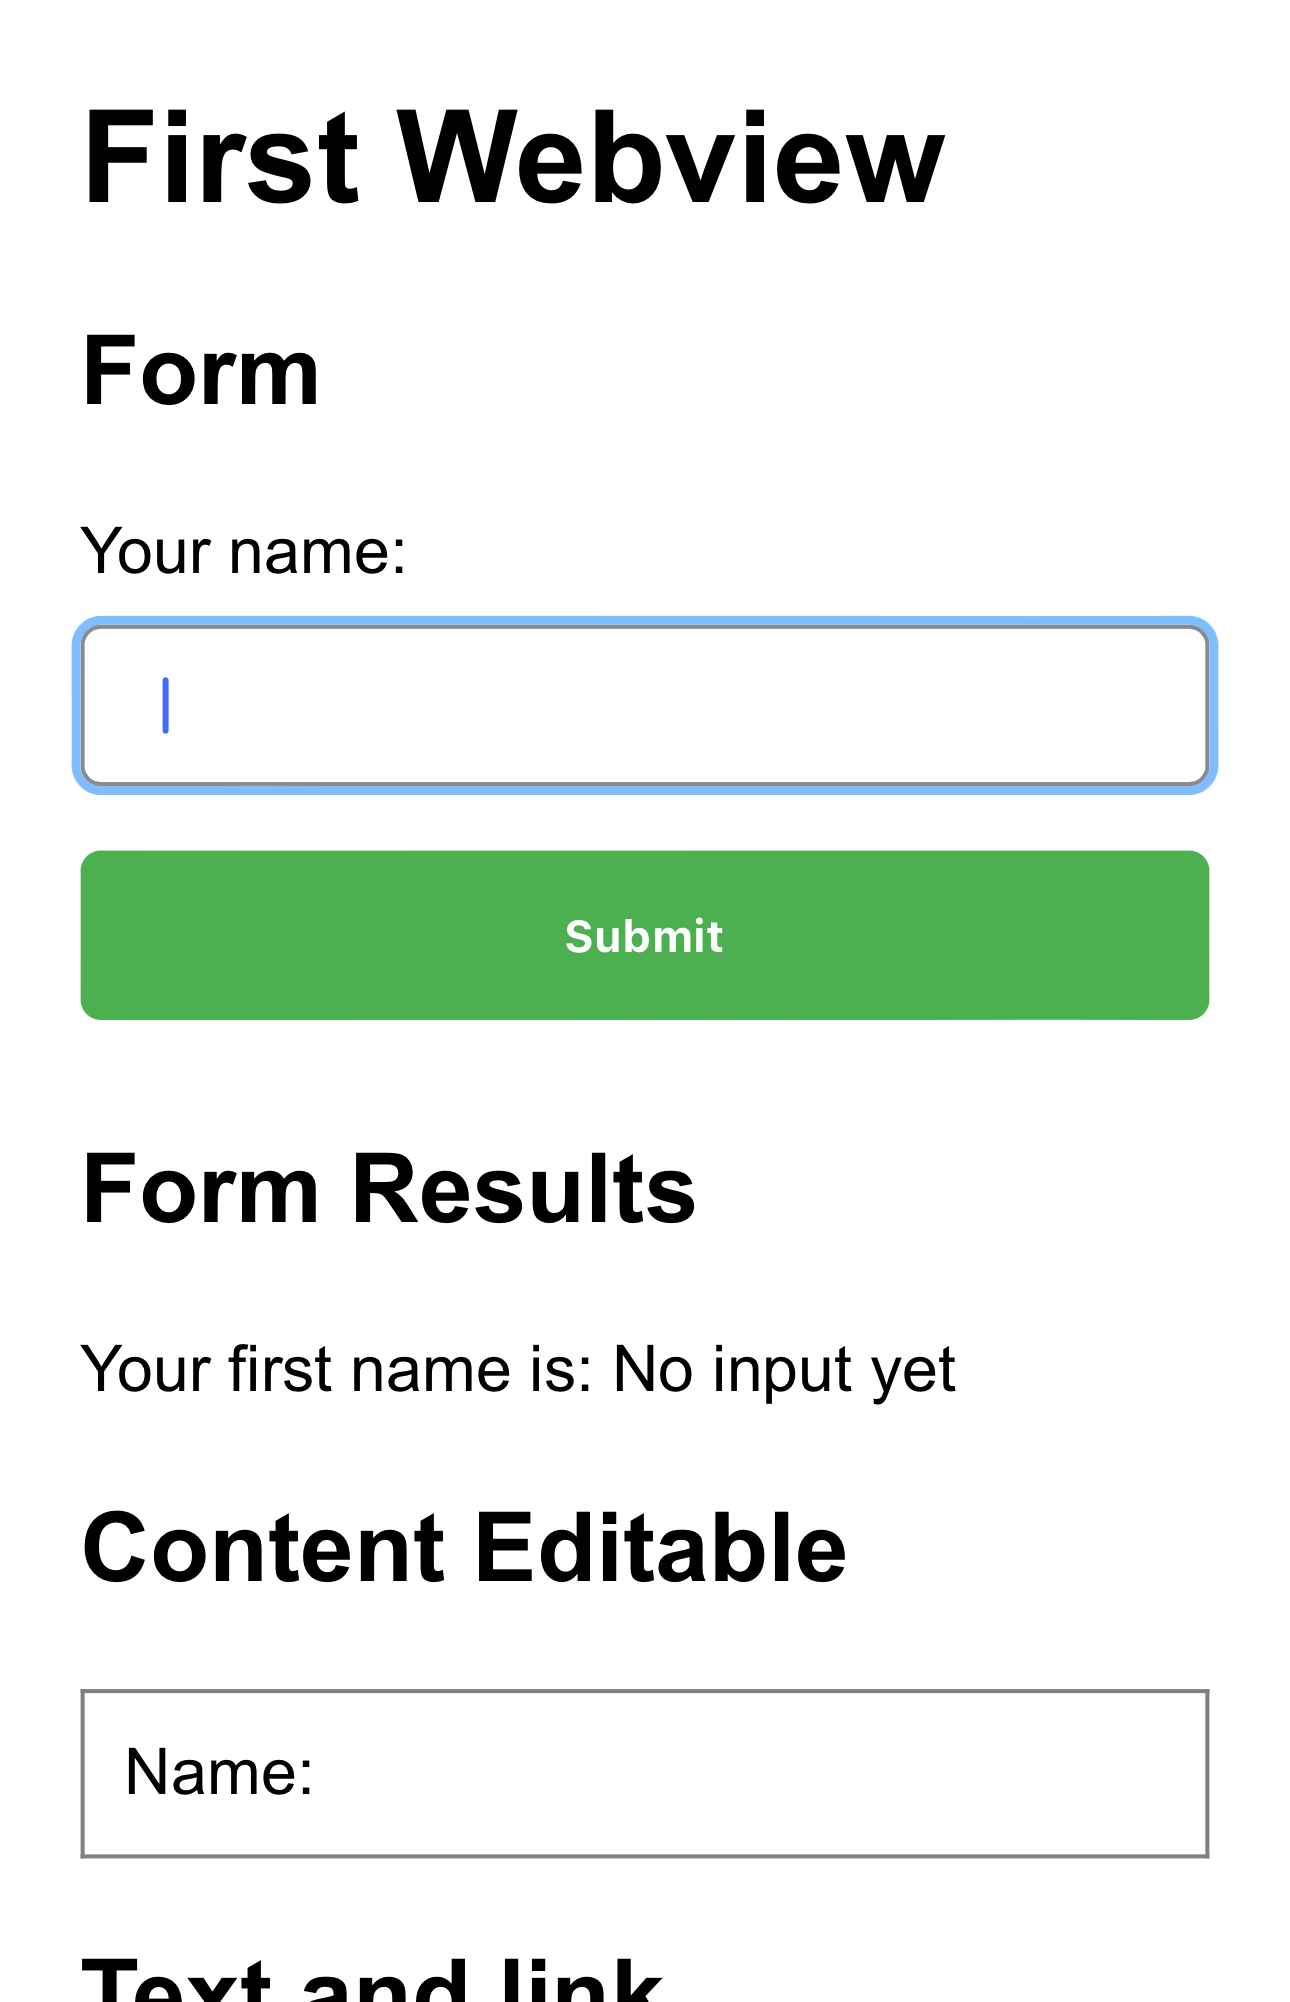 First Webview
Form
Your name:
Submit
Form Results
Your first name is: No input yet
Content Editable
Name:
Text and link